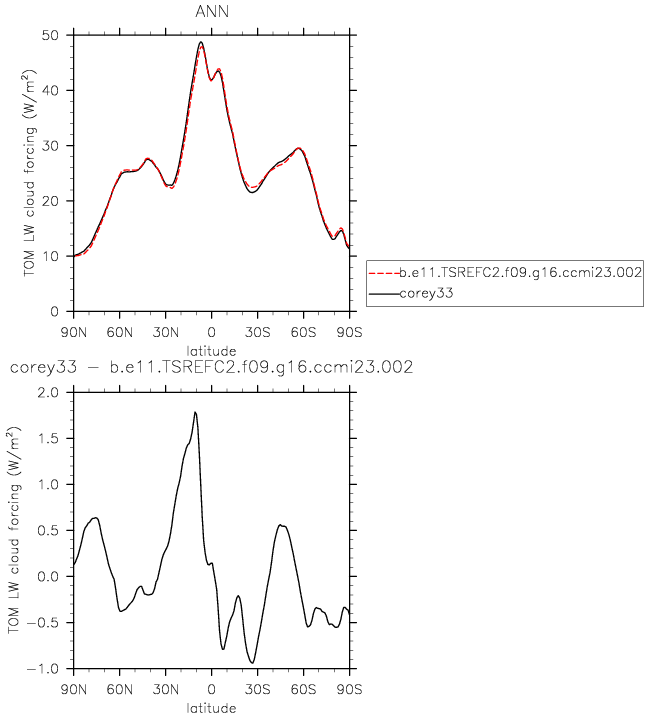 ANN
TOM LW cloud forcing (W/m²)
50
40
30
20
10
0
90N 60N 30N 0 30S 60S 90S
latitude
b.e11.TSREFC2.f09.g16.ccmi23.002
corey33
corey33 – b.e11.TSREFC2.f09.g16.ccmi23.002
TOM LW cloud forcing (W/m²)
2.0
1.5
1.0
0.5
0.0
−0.5
−1.0
90N 60N 30N 0 30S 60S 90S
latitude